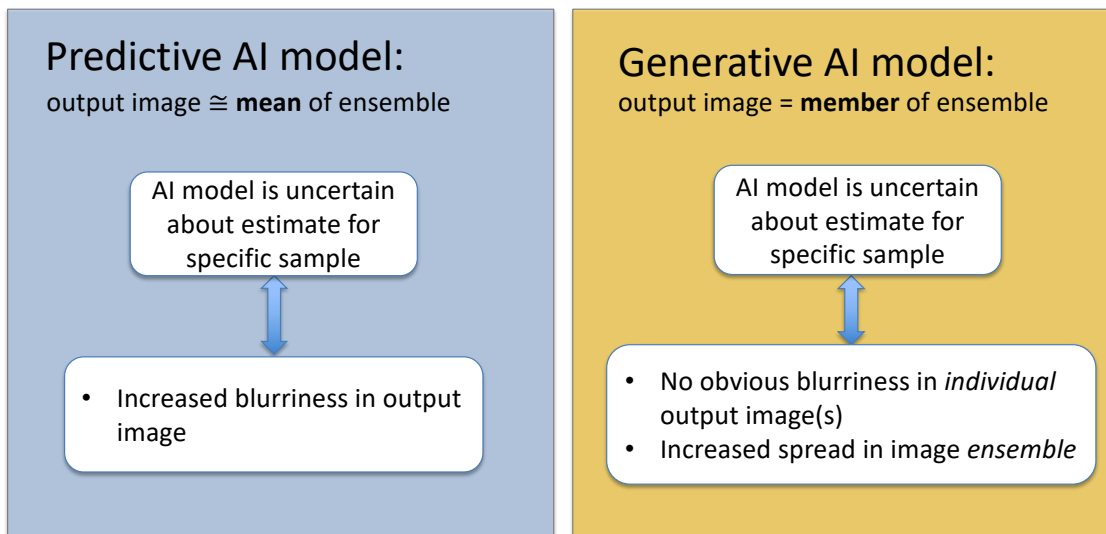 Predictive AI model:
output image ≅ mean of ensemble
AI model is uncertain
about estimate for
specific sample
• Increased blurriness in output
image
Generative AI model:
output image = member of ensemble
AI model is uncertain
about estimate for
specific sample
• No obvious blurriness in individual
output image(s)
• Increased spread in image ensemble